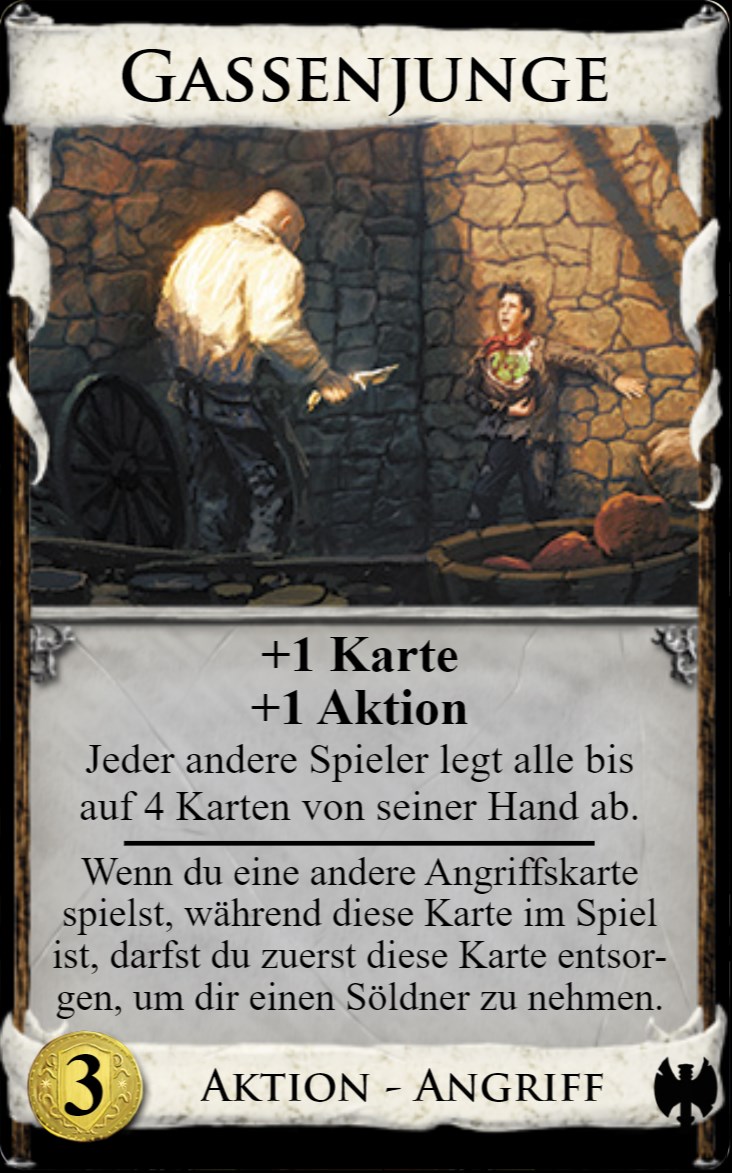 Gassenjunge
+1 Karte
+1 Aktion
Jeder andere Spieler legt alle bis
auf 4 Karten von seiner Hand ab.
Wenn du eine andere Angriffskarte
spielst, während diese Karte im Spiel
ist, darfst du zuerst diese Karte entsor-
gen, um dir einen Söldner zu nehmen.
3
Aktion - Angriff